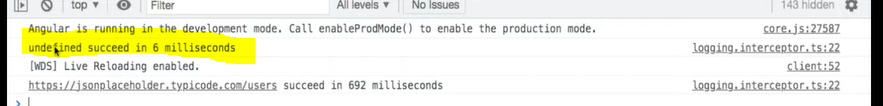 top ▾ Filter All levels ▾ No Issues 143 hidden
Angular is running in the development mode. Call enableProdMode() to enable the production mode. core.js:27587
undefined succeed in 6 milliseconds logging.interceptor.ts:22
[WDS] Live Reloading enabled. client:52
https://jsonplaceholder.typicode.com/users succeed in 692 milliseconds logging.interceptor.ts:22
>